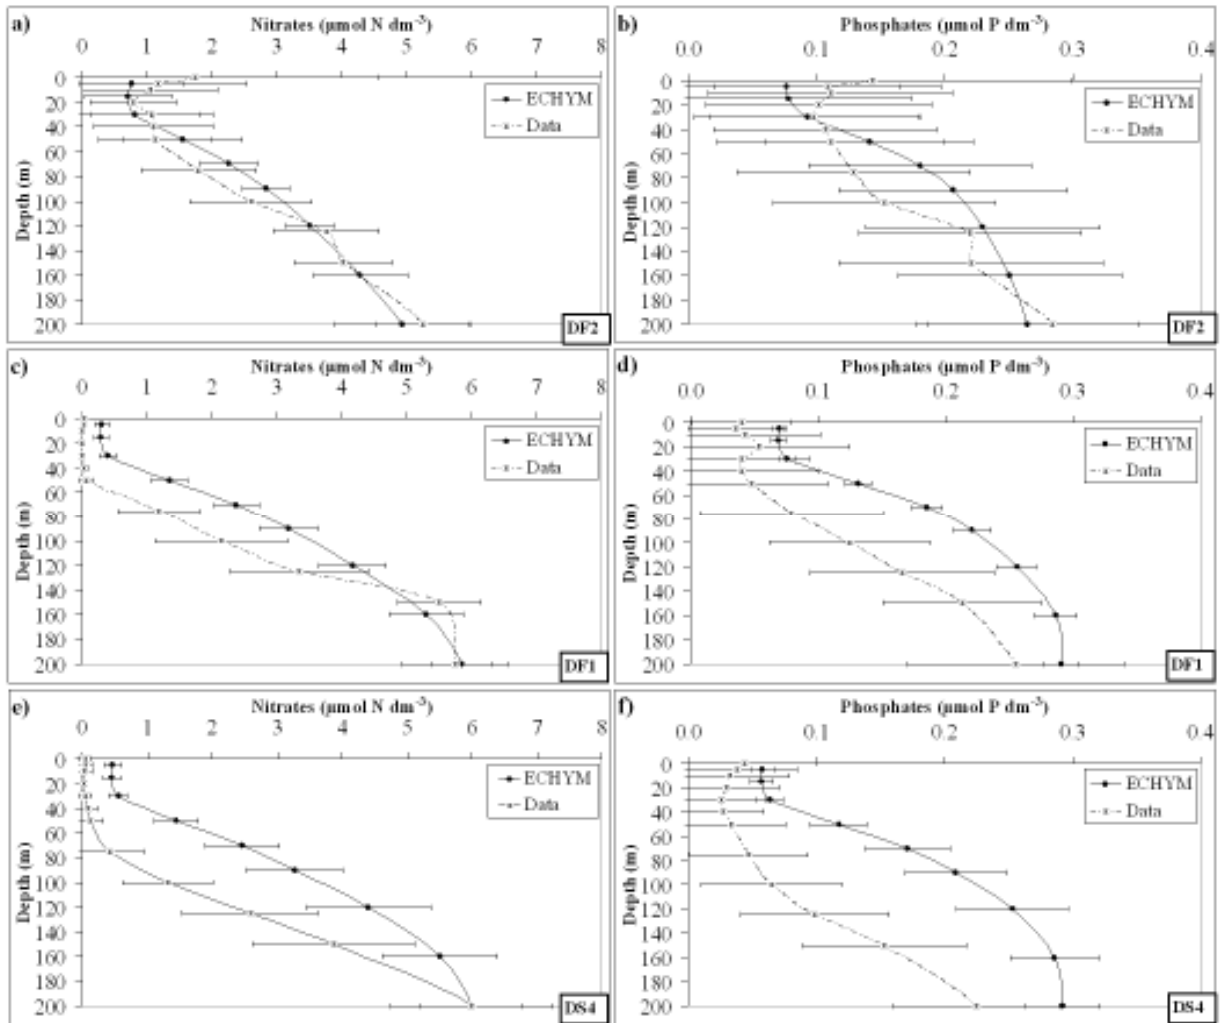 a) Nitrates (µmol N dm⁻³)
0 1 2 3 4 5 6 7 8
0
20
40
60
80
100
120
140
160
180
200
Depth (m)
ECHYM
Data
DF2
b) Phosphates (µmol P dm⁻³)
0.0 0.1 0.2 0.3 0.4
0
20
40
60
80
100
120
140
160
180
200
Depth (m)
ECHYM
Data
DF2
c) Nitrates (µmol N dm⁻³)
0 1 2 3 4 5 6 7 8
0
20
40
60
80
100
120
140
160
180
200
Depth (m)
ECHYM
Data
DF1
d) Phosphates (µmol P dm⁻³)
0.0 0.1 0.2 0.3 0.4
0
20
40
60
80
100
120
140
160
180
200
Depth (m)
ECHYM
Data
DF1
e) Nitrates (µmol N dm⁻³)
0 1 2 3 4 5 6 7 8
0
20
40
60
80
100
120
140
160
180
200
Depth (m)
ECHYM
Data
DS4
f) Phosphates (µmol P dm⁻³)
0.0 0.1 0.2 0.3 0.4
0
20
40
60
80
100
120
140
160
180
200
Depth (m)
ECHYM
Data
DS4